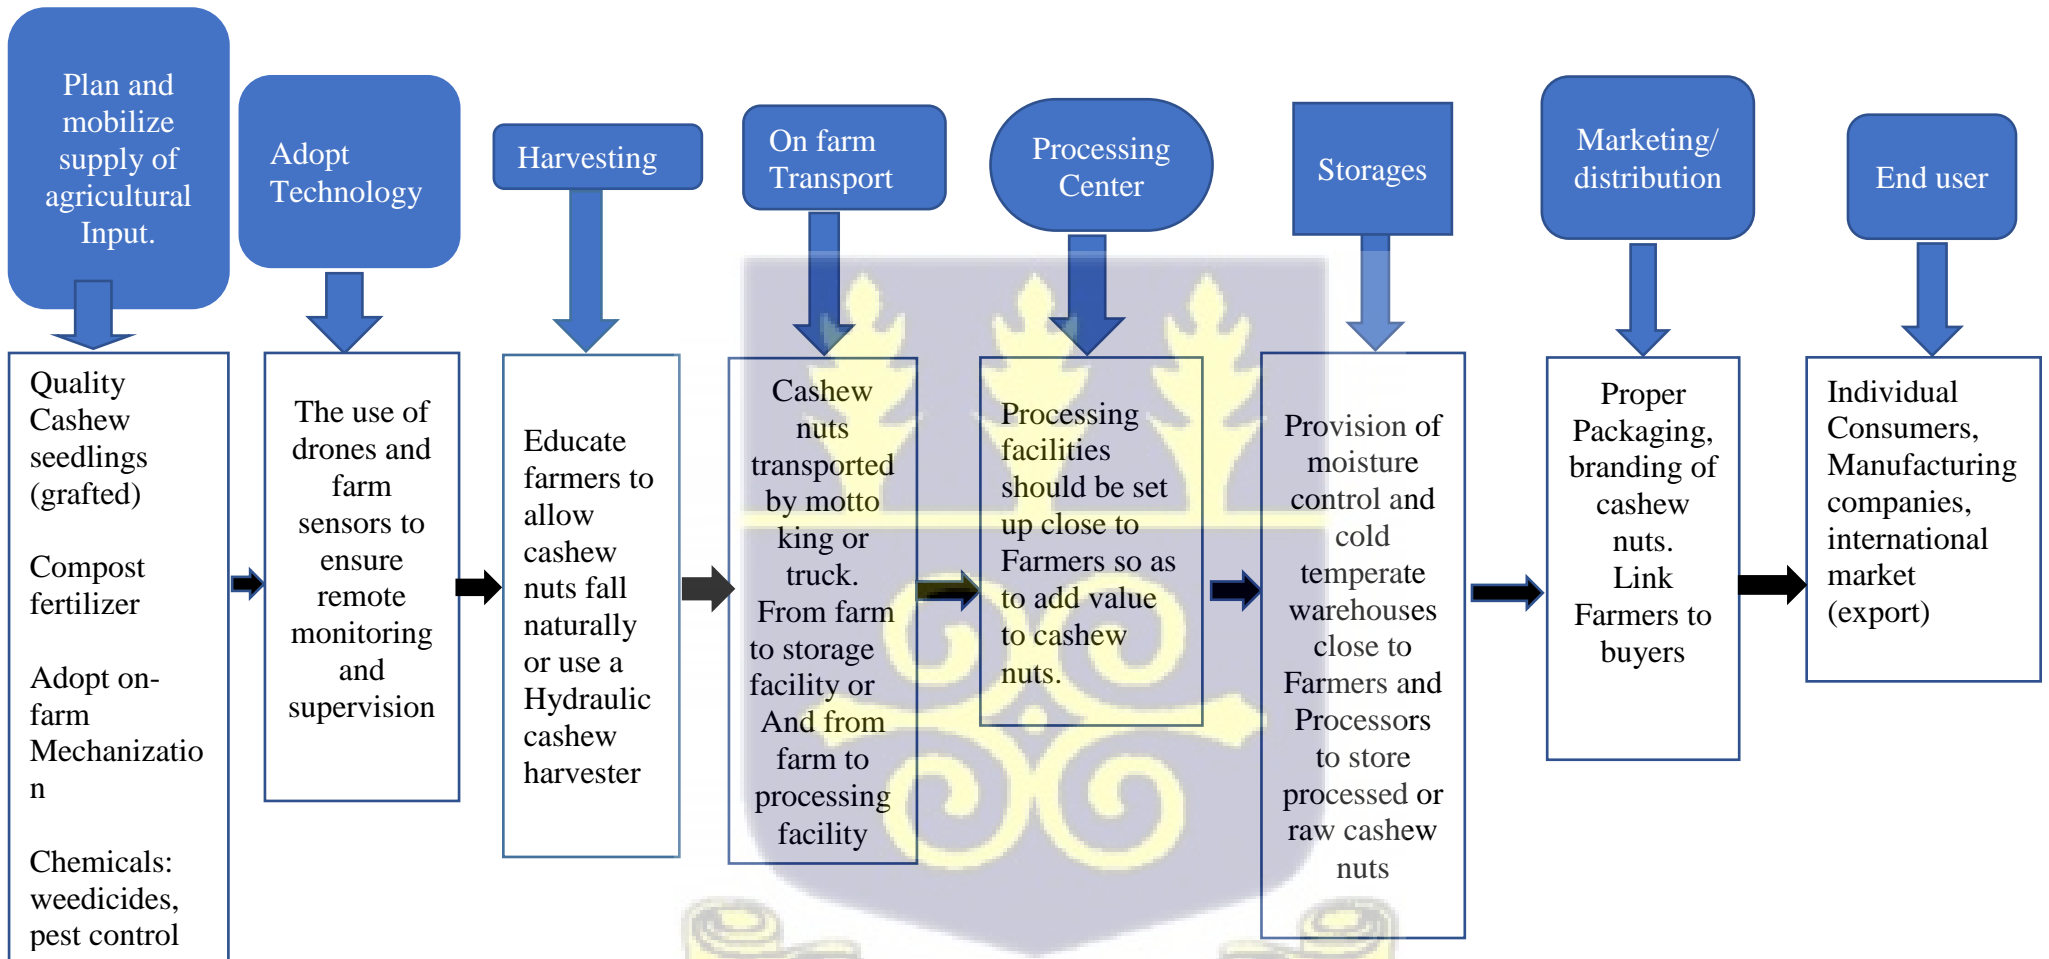 Plan and
mobilize
supply of
agricultural
Input.
Adopt
Technology
Harvesting
On farm
Transport
Processing
Center
Storages
Marketing/
distribution
End user
Quality
Cashew
seedlings
(grafted)
Compost
fertilizer
Adopt on-
farm
Mechanizatio
n
Chemicals:
weedicides,
pest control
The use of
drones and
farm
sensors to
ensure
remote
monitoring
and
supervision
Educate
farmers to
allow
cashew
nuts fall
naturally
or use a
Hydraulic
cashew
harvester
Cashew
nuts
transported
by motto
king or
truck.
From farm
to storage
facility or
And from
farm to
processing
facility
Processing
facilities
should be set
up close to
Farmers so as
to add value
to cashew
nuts.
Provision of
moisture
control and
cold
temperate
warehouses
close to
Farmers and
Processors
to store
processed or
raw cashew
nuts
Proper
Packaging,
branding of
cashew
nuts.
Link
Farmers to
buyers
Individual
Consumers,
Manufacturing
companies,
international
market
(export)